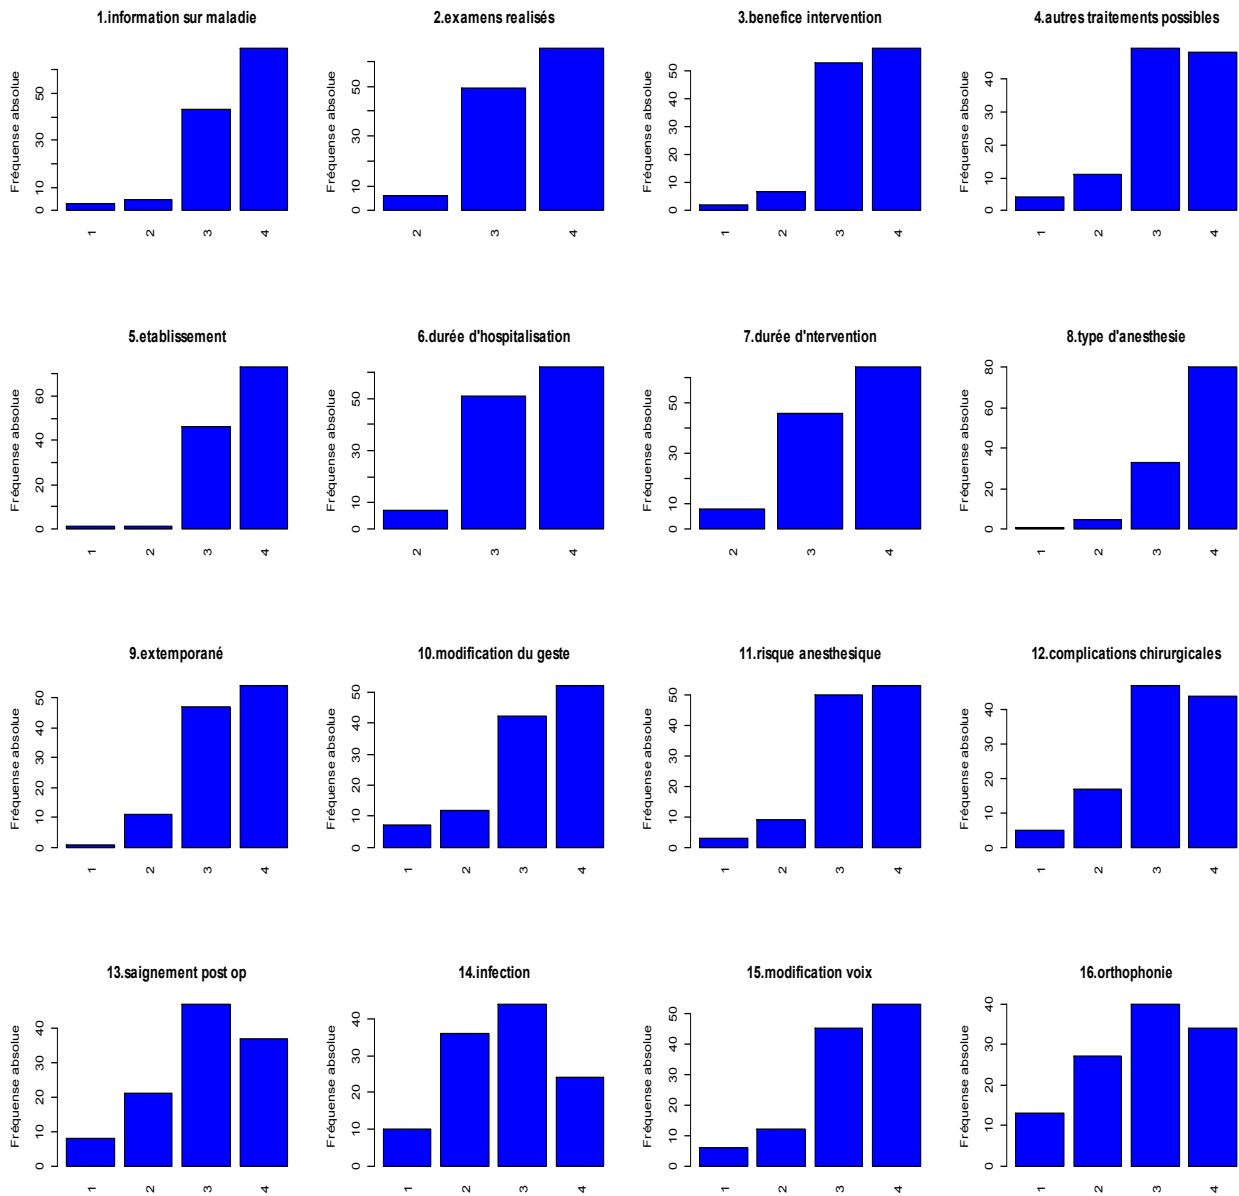 1.information sur maladie
Fréquense absolue
0 10 30 50
1 2 3 4
2.examens realisés
Fréquense absolue
0 10 30 50
2 3 4
3.benefice intervention
Fréquense absolue
0 10 20 30 40 50
1 2 3 4
4.autres traitements possibles
Fréquense absolue
0 10 20 30 40
1 2 3 4
5.etablissement
Fréquense absolue
0 20 40 60
1 2 3 4
6.durée d'hospitalisation
Fréquense absolue
0 10 30 50
2 3 4
7.durée d'ntervention
Fréquense absolue
0 10 30 50
2 3 4
8.type d'anesthesie
Fréquense absolue
0 20 40 60 80
1 2 3 4
9.extemporané
Fréquense absolue
0 10 20 30 40 50
1 2 3 4
10.modification du geste
Fréquense absolue
0 10 20 30 40 50
1 2 3 4
11.risque anesthesique
Fréquense absolue
0 10 20 30 40 50
1 2 3 4
12.complications chirurgicales
Fréquense absolue
0 10 20 30 40
1 2 3 4
13.saignement post op
Fréquense absolue
0 10 20 30 40
1 2 3 4
14.infection
Fréquense absolue
0 10 20 30 40
1 2 3 4
15.modification voix
Fréquense absolue
0 10 20 30 40 50
1 2 3 4
16.orthophonie
Fréquense absolue
0 10 20 30 40
1 2 3 4